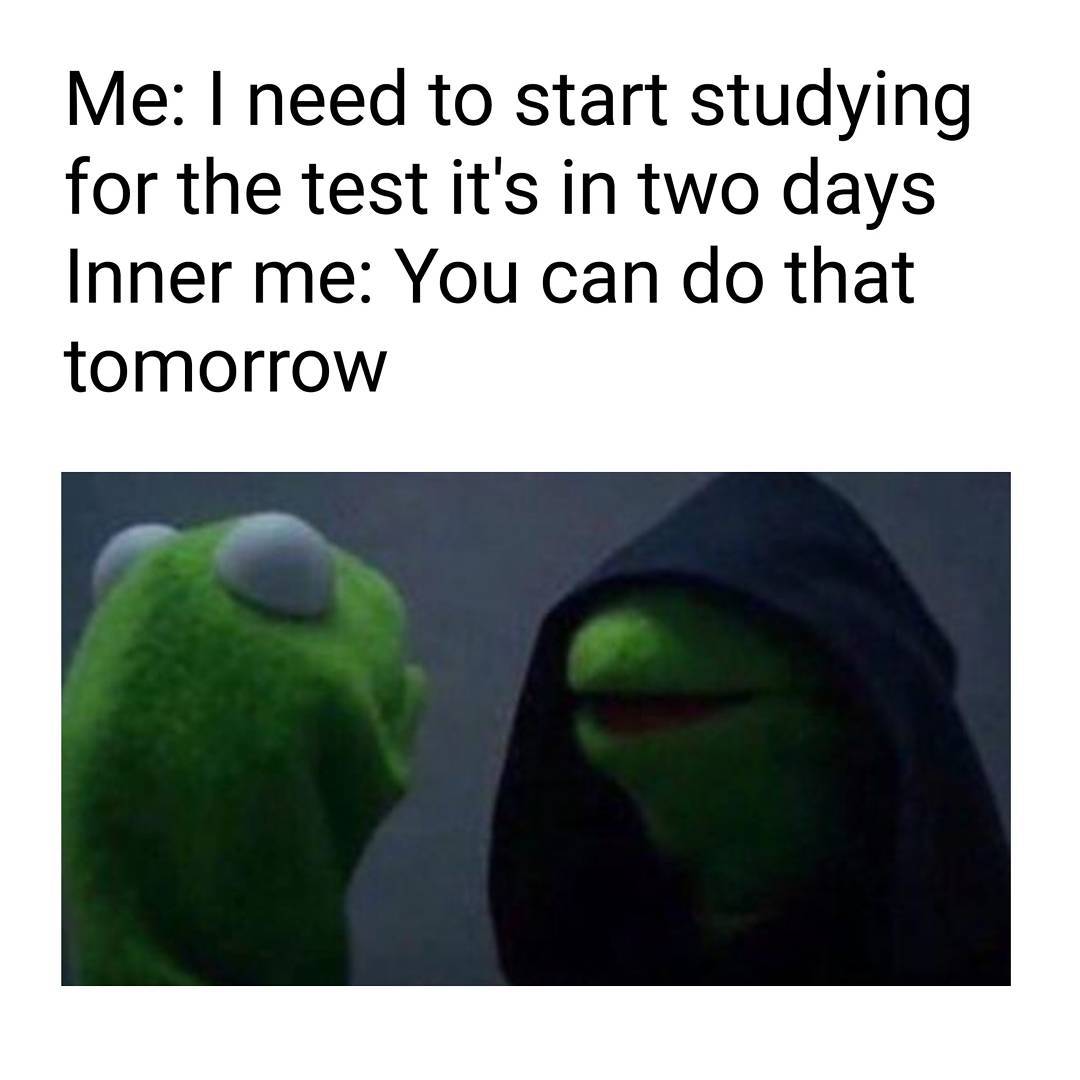 Me: I need to start studying
for the test it's in two days
Inner me: You can do that
tomorrow